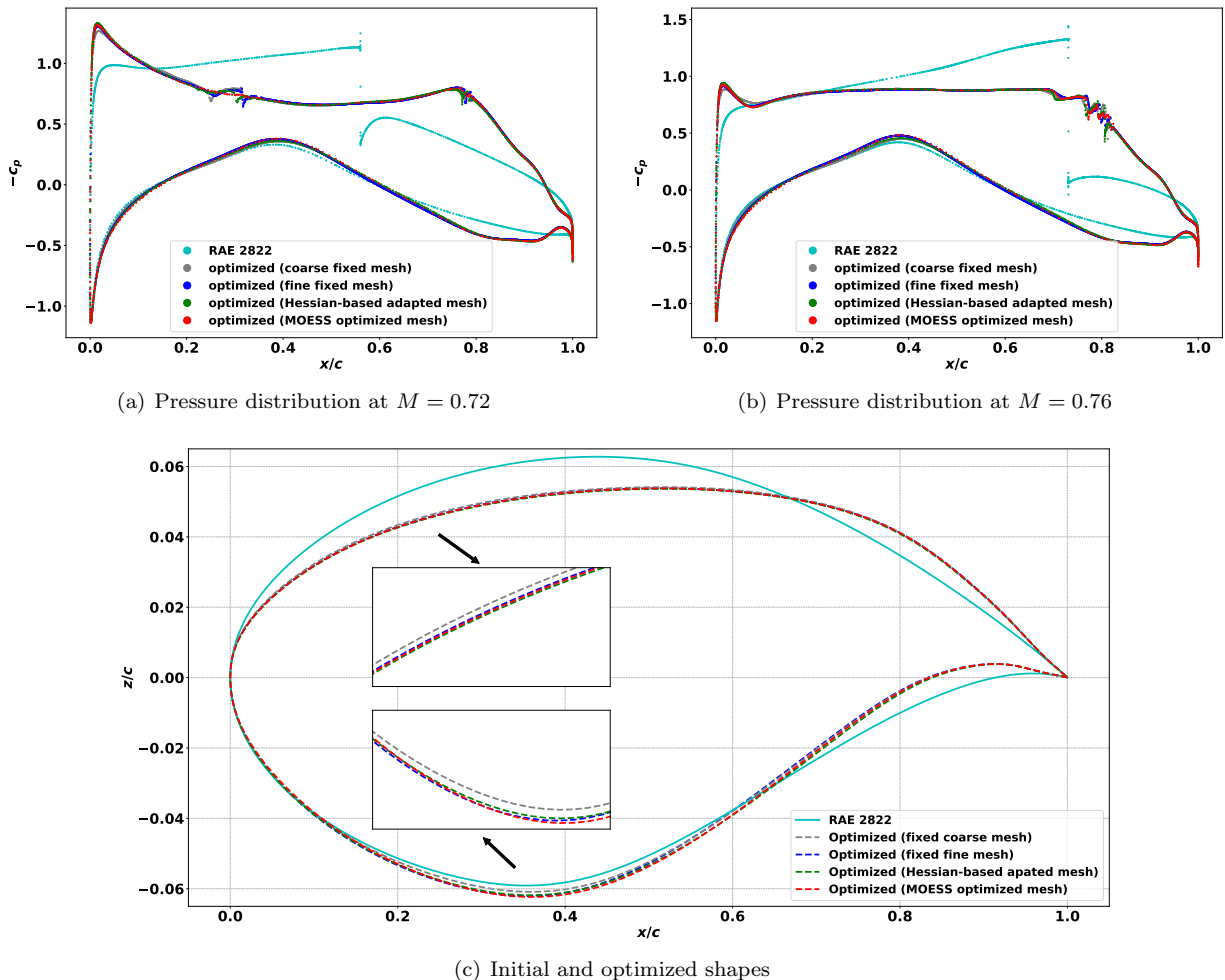 1.0
0.5
0.0
−0.5
−1.0
−c_p
0.0 0.2 0.4 0.6 0.8 1.0
x/c
RAE 2822
optimized (coarse fixed mesh)
optimized (fine fixed mesh)
optimized (Hessian-based adapted mesh)
optimized (MOESS optimized mesh)
(a) Pressure distribution at M = 0.72
1.5
1.0
0.5
0.0
−0.5
−1.0
−c_p
0.0 0.2 0.4 0.6 0.8 1.0
x/c
RAE 2822
optimized (coarse fixed mesh)
optimized (fine fixed mesh)
optimized (Hessian-based adapted mesh)
optimized (MOESS optimized mesh)
(b) Pressure distribution at M = 0.76
0.06
0.04
0.02
0.00
−0.02
−0.04
−0.06
z/c
0.0 0.2 0.4 0.6 0.8 1.0
x/c
RAE 2822
Optimized (fixed coarse mesh)
Optimized (fixed fine mesh)
Optimized (Hessian-based apated mesh)
Optimized (MOESS optimized mesh)
(c) Initial and optimized shapes